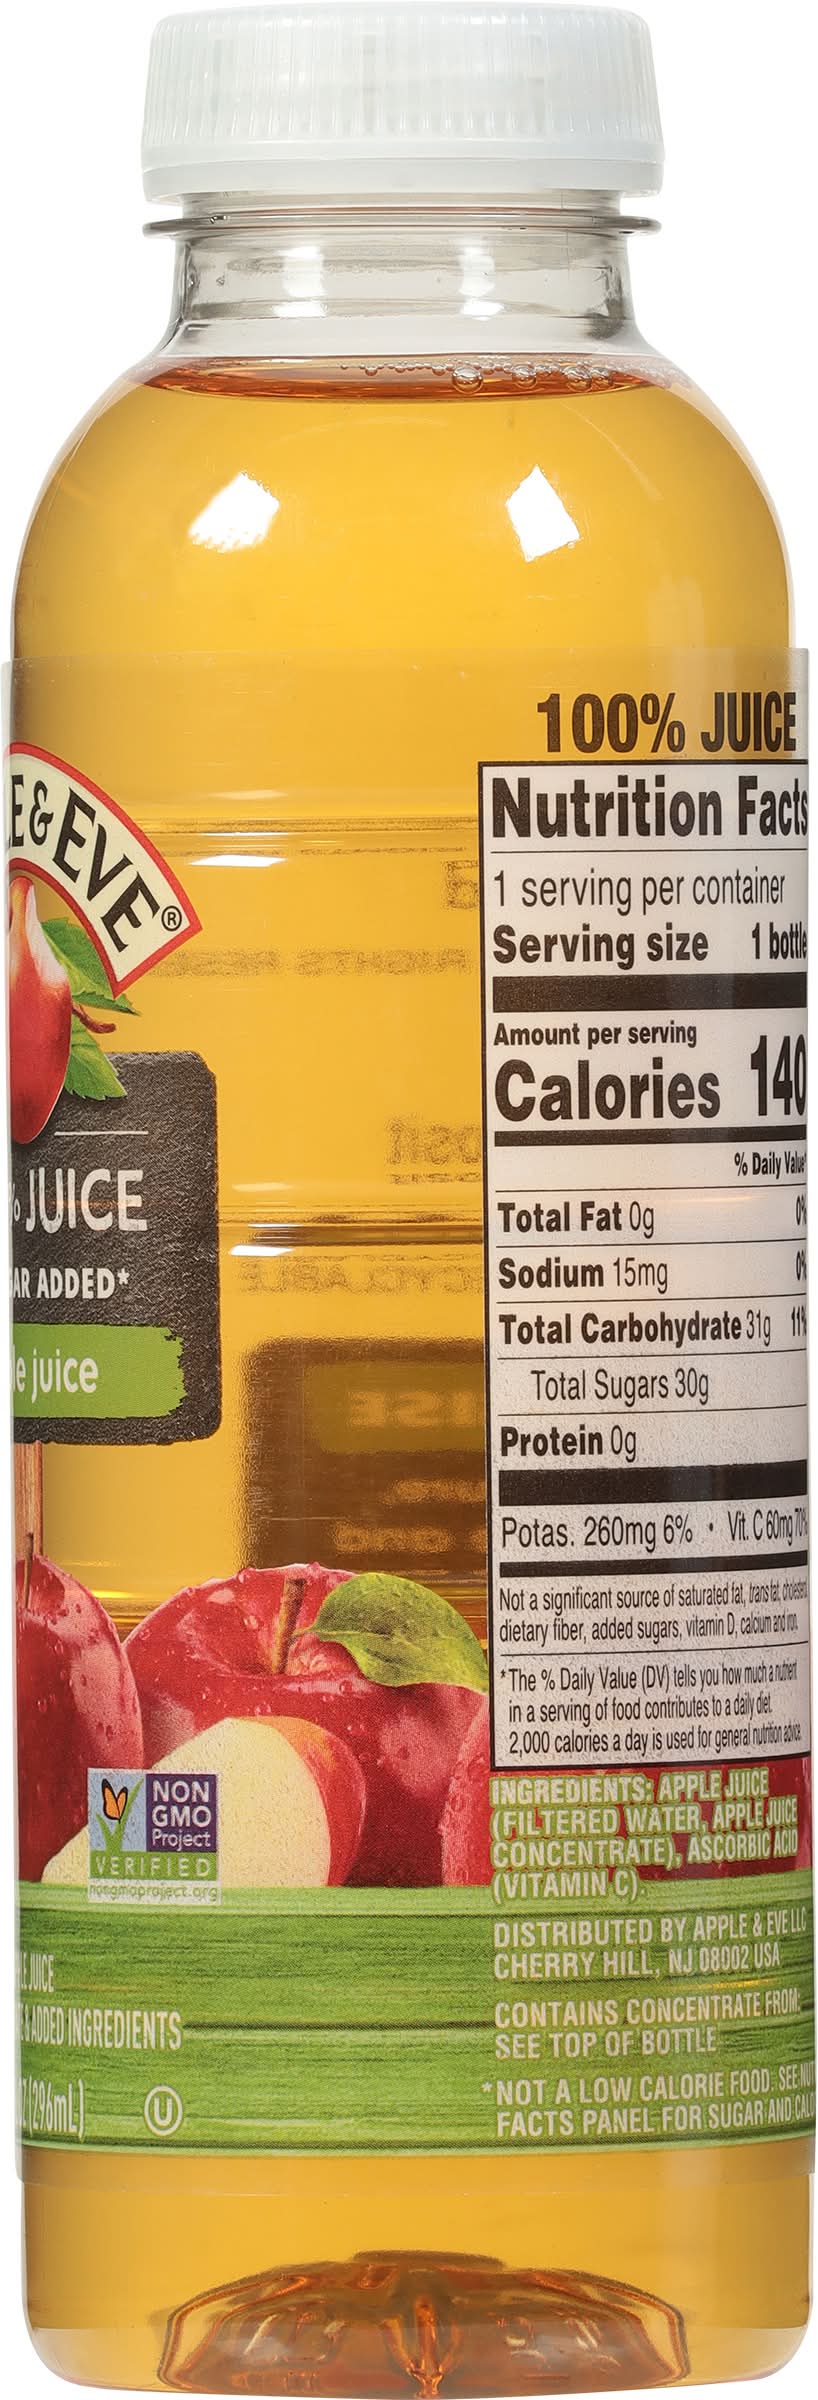 E & EVE®
% JUICE
AR ADDED*
e juice
NON
GMO
Project
VERIFIED
nongmoproject.org
JUICE
& ADDED INGREDIENTS
(296mL)
U
100% JUICE
Nutrition Facts
1 serving per container
Serving size 1 bottle
Amount per serving
Calories 140
% Daily Value*
Total Fat 0g 0%
Sodium 15mg 0%
Total Carbohydrate 31g 11%
Total Sugars 30g
Protein 0g
Potas. 260mg 6% • Vit. C 60mg 70%
Not a significant source of saturated fat, trans fat, cholesterol,
dietary fiber, added sugars, vitamin D, calcium and iron.
*The % Daily Value (DV) tells you how much a nutrient
in a serving of food contributes to a daily diet.
2,000 calories a day is used for general nutrition advice.
INGREDIENTS: APPLE JUICE
(FILTERED WATER, APPLE JUICE
CONCENTRATE), ASCORBIC ACID
(VITAMIN C).
DISTRIBUTED BY APPLE & EVE LLC
CHERRY HILL, NJ 08002 USA
CONTAINS CONCENTRATE FROM:
SEE TOP OF BOTTLE
*NOT A LOW CALORIE FOOD. SEE NUT
FACTS PANEL FOR SUGAR AND CALO